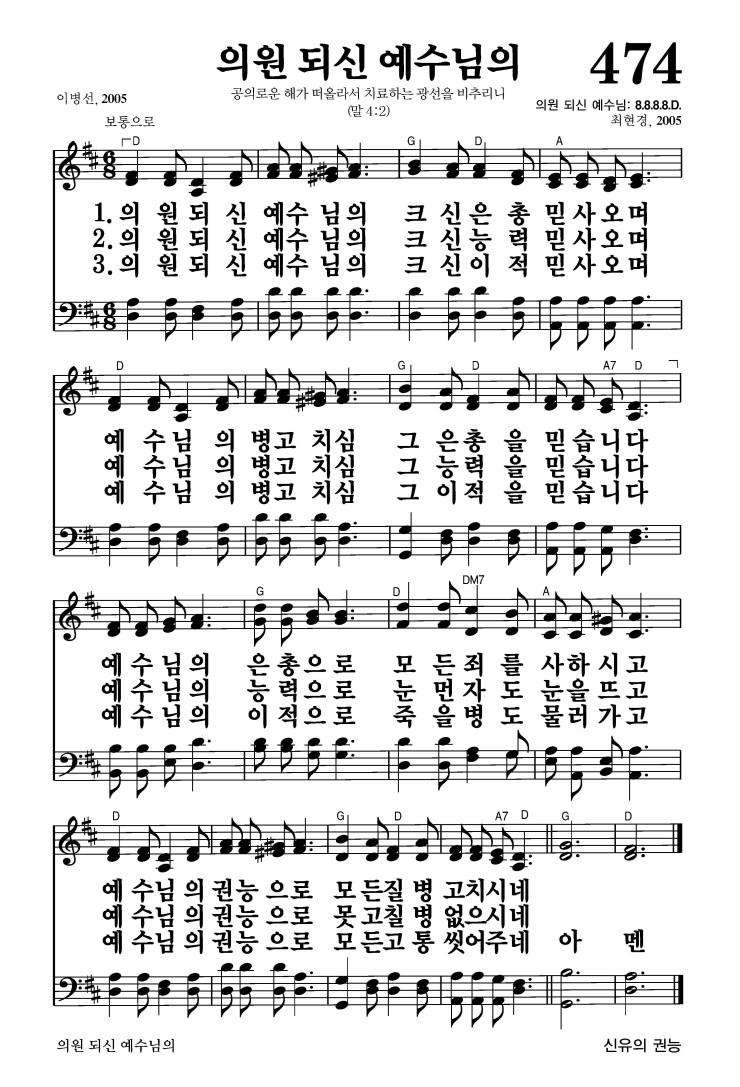 의원 되신 예수님의
474
이병선, 2005
공의로운 해가 떠올라서 치료하는 광선을 비추리니
(말 4:2)
의원 되신 예수님: 8.8.8.8.D.
최현경, 2005
보통으로
D G D A
1.의 원 되 신 예수 님의 크 신은 총 믿 사 오 며
2.의 원 되 신 예수 님의 크 신능 력 믿 사 오 며
3.의 원 되 신 예수 님의 크 신이 적 믿 사 오 며
D G D A7 D
예 수님 의 병고 치심 그 은총 을 믿 습니다
예 수님 의 병고 치심 그 능력 을 믿 습니다
예 수님 의 병고 치심 그 이적 을 믿 습니다
G D DM7 A
예 수 님 의 은 총 으 로 모 든 죄 를 사 하 시 고
예 수 님 의 능 력 으 로 눈 먼 자 도 눈 을 뜨 고
예 수 님 의 이 적 으 로 죽 을 병 도 물 러 가 고
D G D A7 D G D
예 수님 의 권능 으 로 모 든질 병 고치시네
예 수님 의 권능 으 로 못 고칠 병 없으시네
예 수님 의 권능 으 로 모 든고 통 씻어주네 아 멘
의원 되신 예수님의
신유의 권능